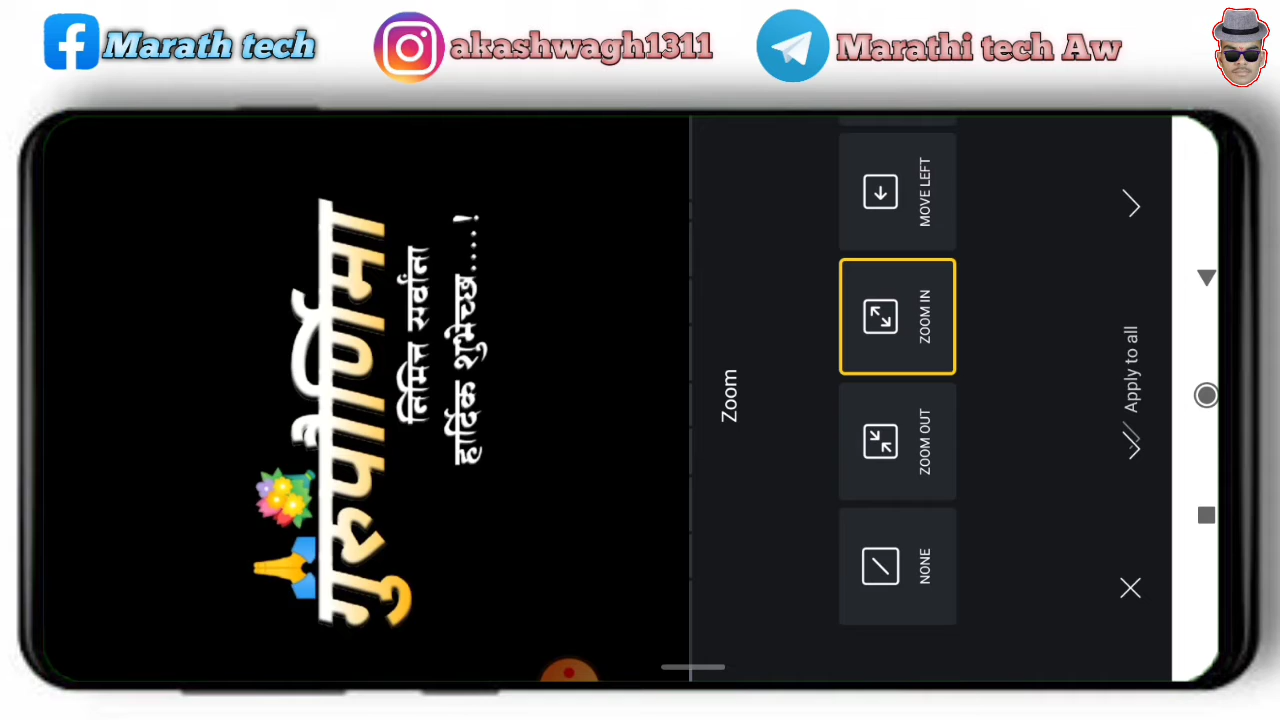 Marath tech
akashwagh1311
Marathi tech Aw
गुरुपौर्णिमा
निमित्त सर्वांना
हार्दिक शुभेच्छा.....!
Zoom
NONE
ZOOM OUT
ZOOM IN
MOVE LEFT
Apply to all